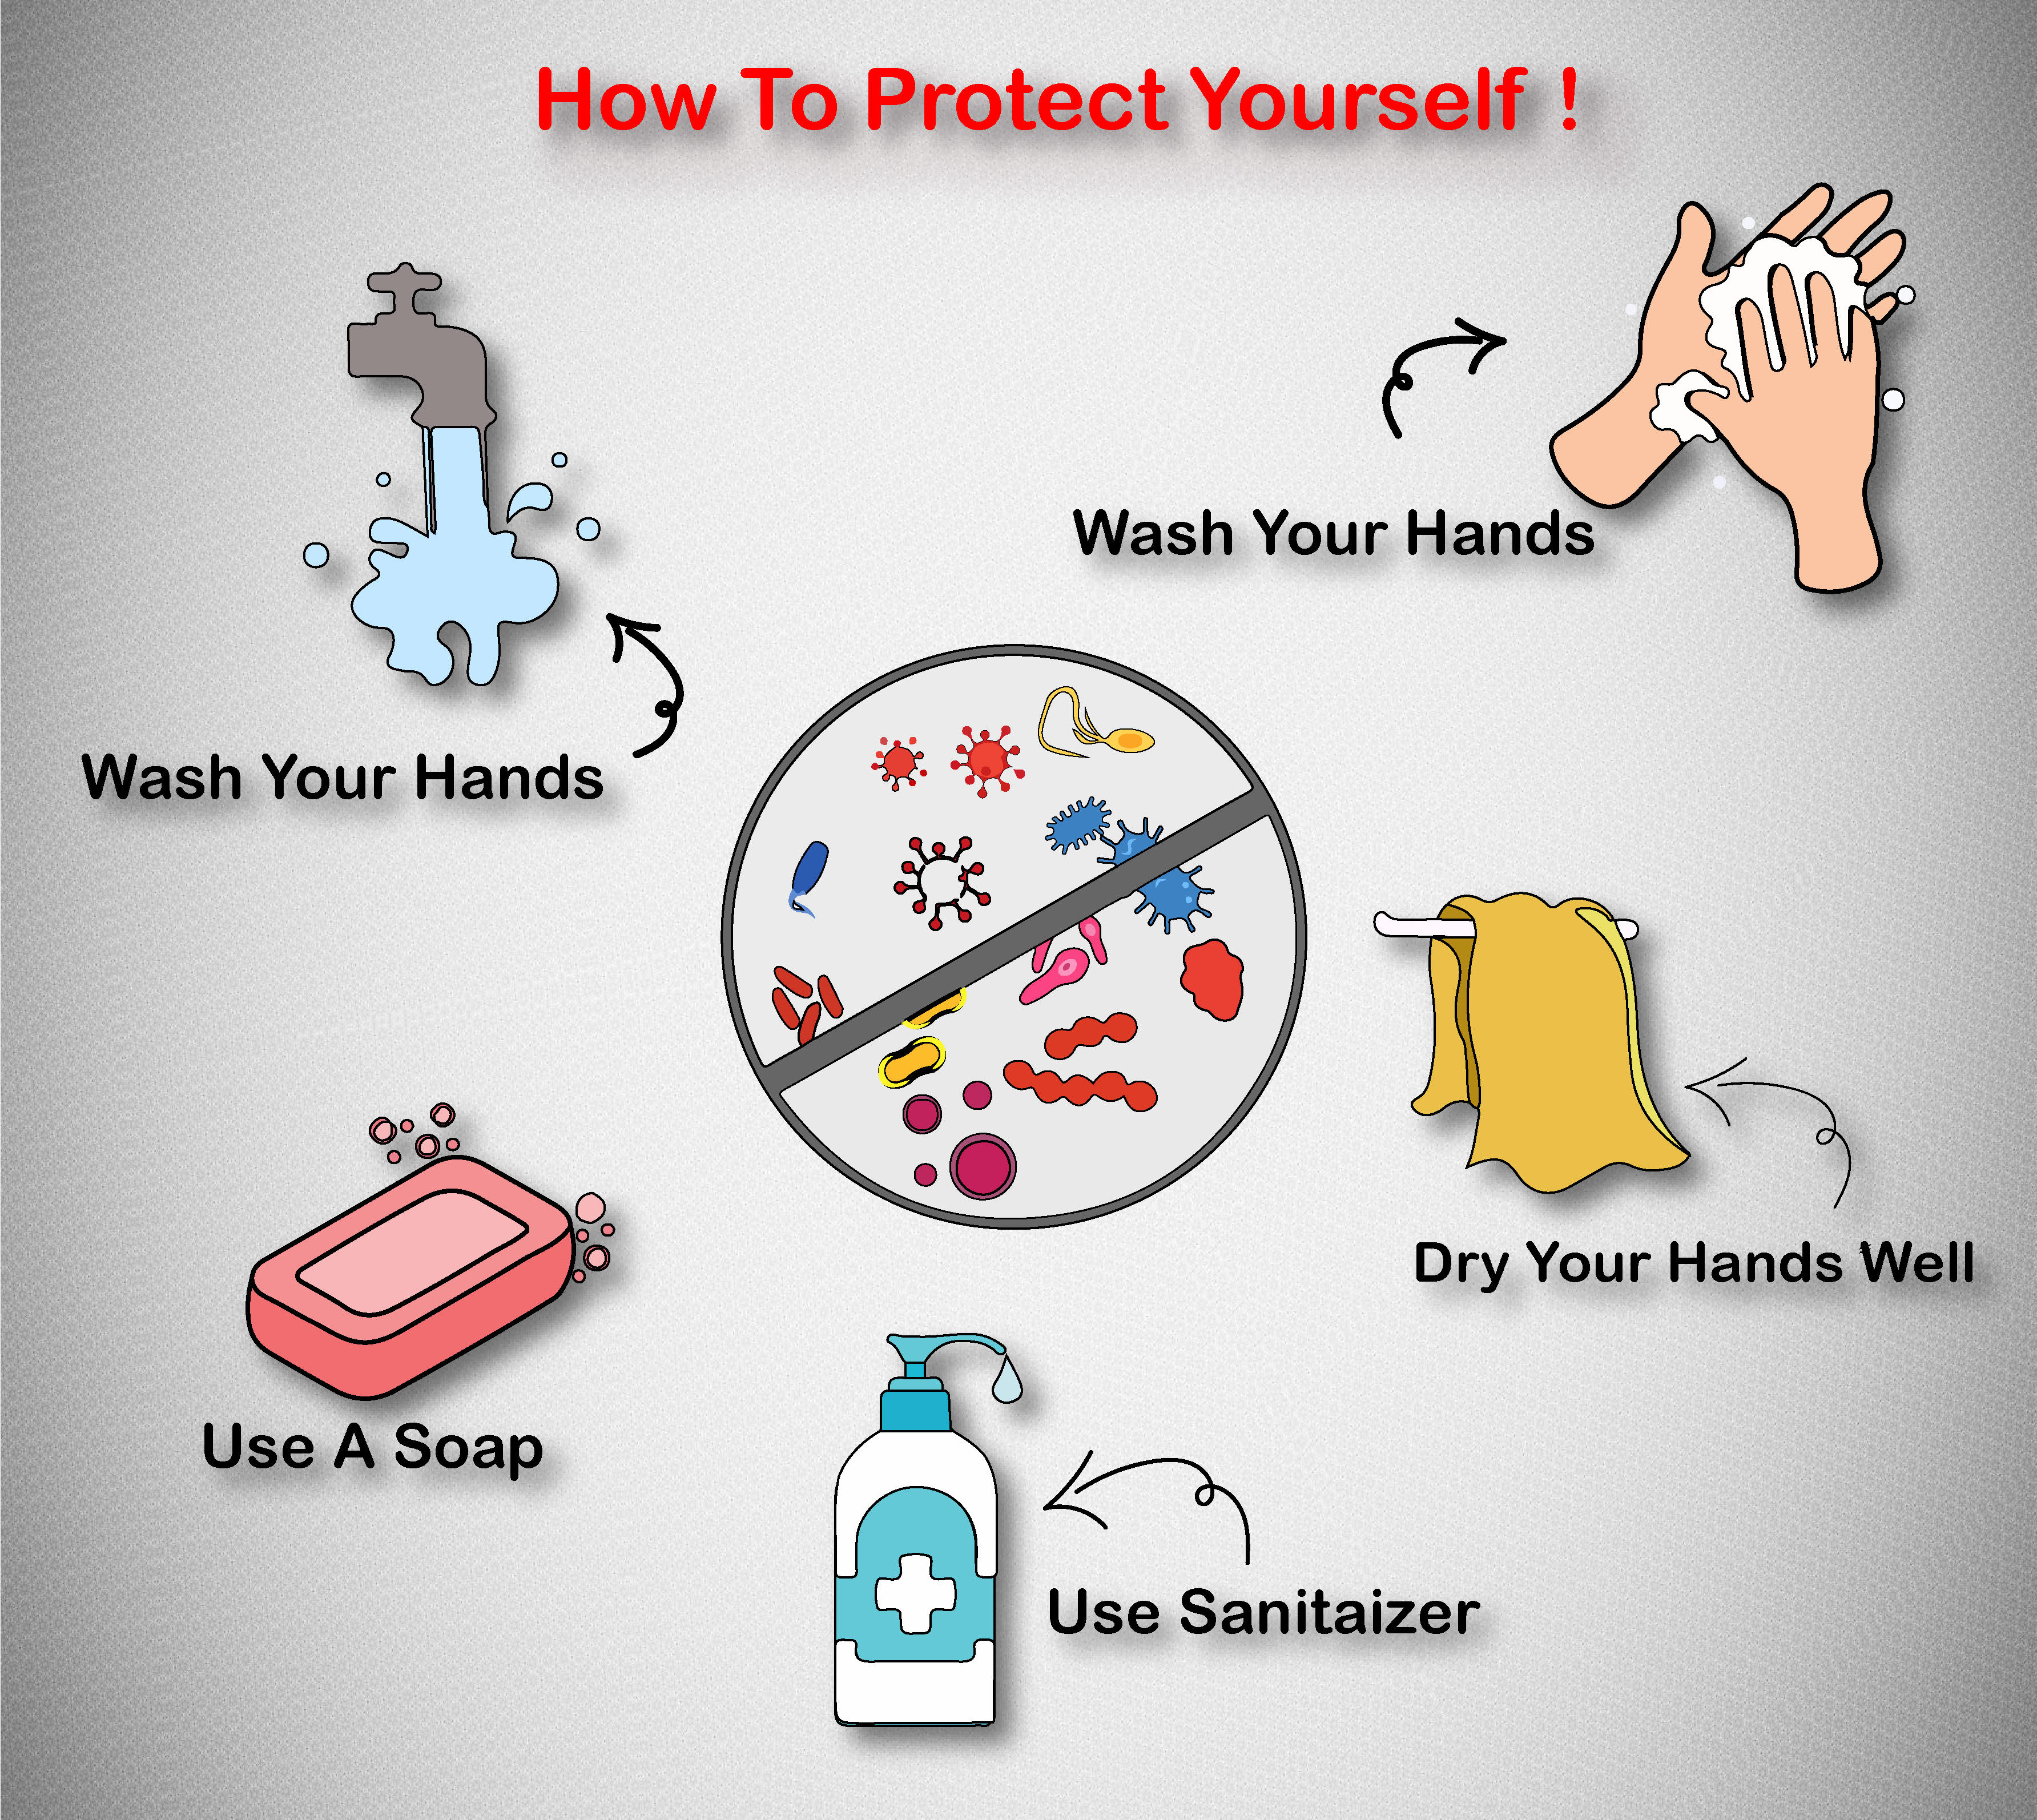 How To Protect Yourself !
Wash Your Hands
Wash Your Hands
Dry Your Hands Well
Use A Soap
Use Sanitaizer